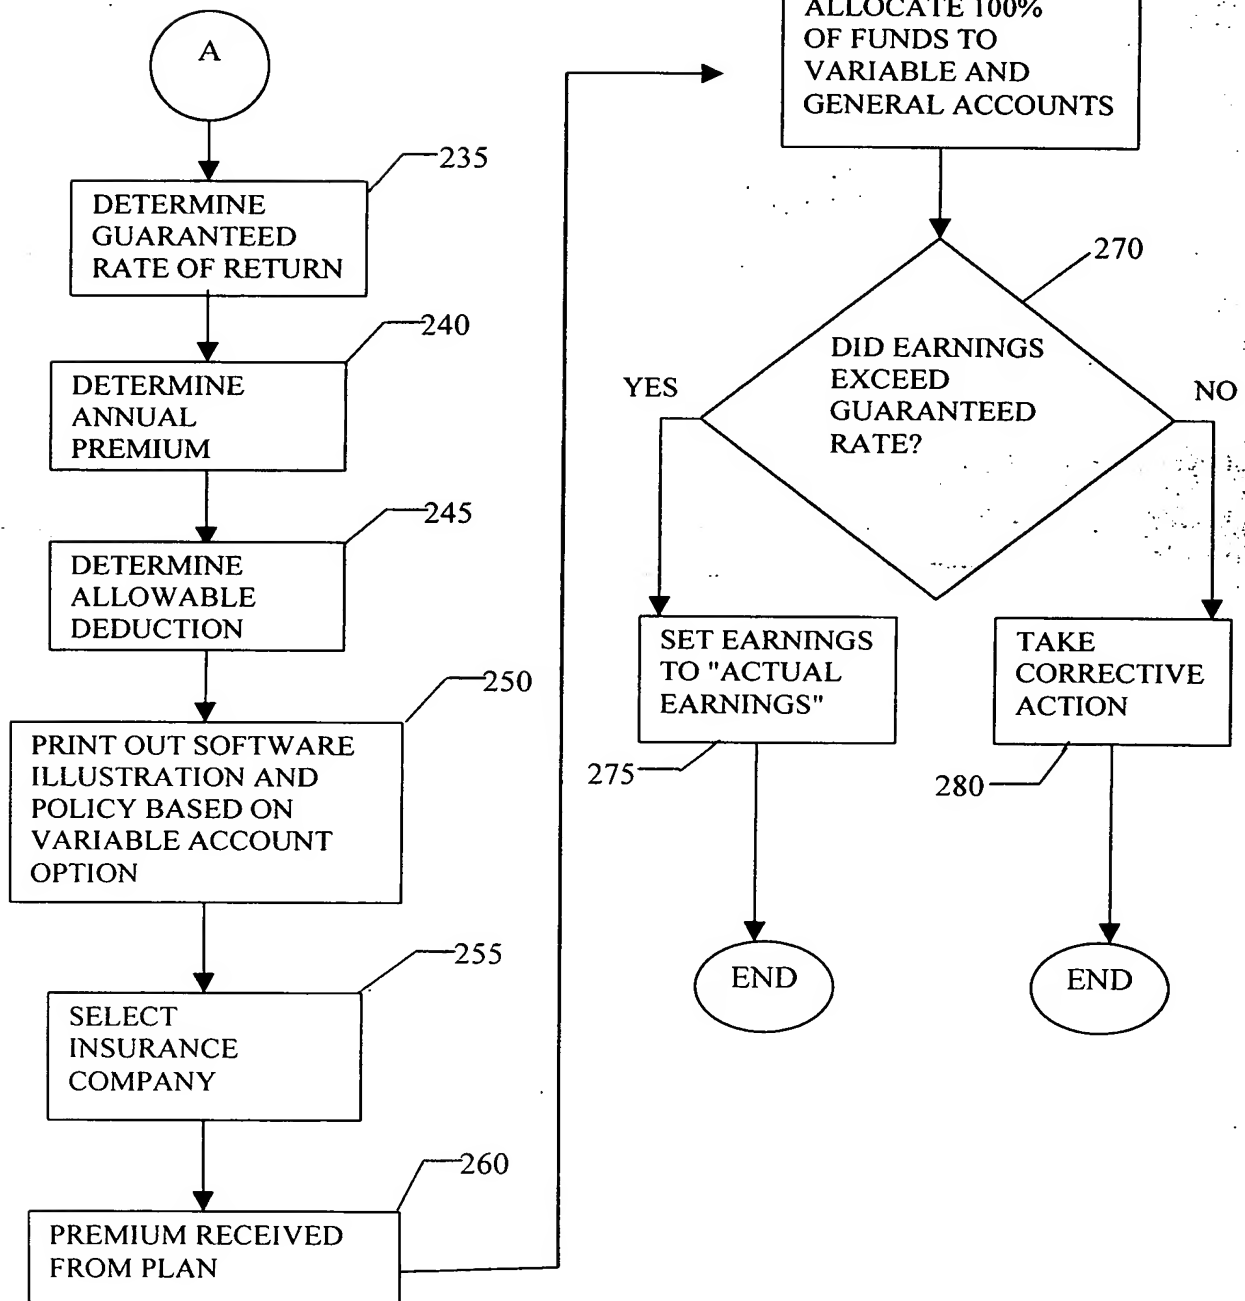 A
235
DETERMINE
GUARANTEED
RATE OF RETURN
240
DETERMINE
ANNUAL
PREMIUM
245
DETERMINE
ALLOWABLE
DEDUCTION
250
PRINT OUT SOFTWARE
ILLUSTRATION AND
POLICY BASED ON
VARIABLE ACCOUNT
OPTION
255
SELECT
INSURANCE
COMPANY
260
PREMIUM RECEIVED
FROM PLAN
ALLOCATE 100%
OF FUNDS TO
VARIABLE AND
GENERAL ACCOUNTS
270
DID EARNINGS
EXCEED
GUARANTEED
RATE?
YES
NO
SET EARNINGS
TO "ACTUAL
EARNINGS"
275
TAKE
CORRECTIVE
ACTION
280
END
END